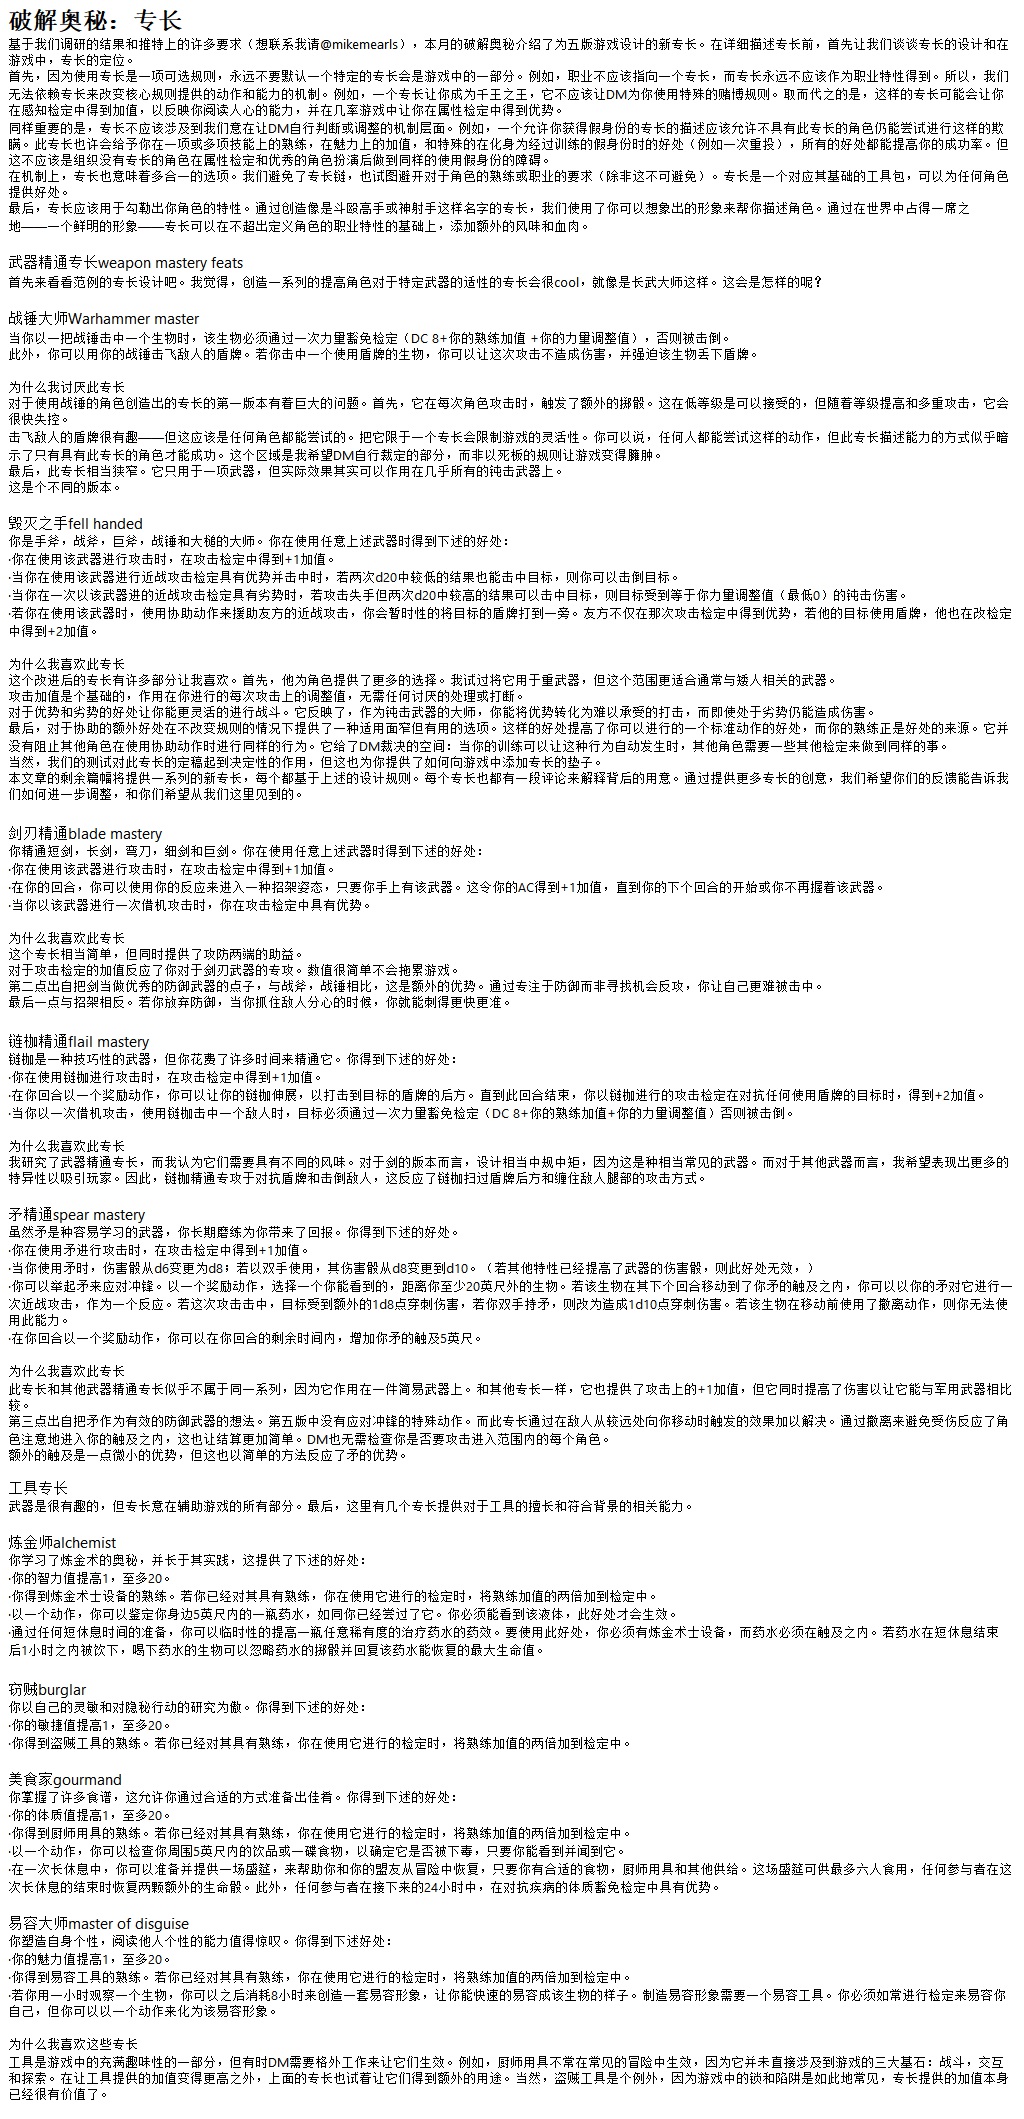 破解奥秘：专长
基于我们调研的结果和推特上的许多要求（想联系我请@mikemearls），本月的破解奥秘介绍了为五版游戏设计的新专长。在详细描述专长前，首先让我们谈谈专长的设计和在
游戏中，专长的定位。
首先，因为使用专长是一项可选规则，永远不要默认一个特定的专长会是游戏中的一部分。例如，职业不应该指向一个专长，而专长永远不应该作为职业特性得到。所以，我们
无法依赖专长来改变核心规则提供的动作和能力的机制。例如，一个专长让你成为千王之王，它不应该让DM为你使用特殊的赌博规则。取而代之的是，这样的专长可能会让你
在感知检定中得到加值，以反映你阅读人心的能力，并在几率游戏中让你在属性检定中得到优势。
同样重要的是，专长不应该涉及到我们意在让DM自行判断或调整的机制层面。例如，一个允许你获得假身份的专长的描述应该允许不具有此专长的角色仍能尝试进行这样的欺
瞒。此专长也许会给予你在一项或多项技能上的熟练，在魅力上的加值，和特殊的在化身为经过训练的假身份时的好处（例如一次重投），所有的好处都能提高你的成功率。但
这不应该是组织没有专长的角色在属性检定和优秀的角色扮演后做到同样的使用假身份的障碍。
在机制上，专长也意味着多合一的选项。我们避免了专长链，也试图避开对于角色的熟练或职业的要求（除非这不可避免）。专长是一个对应其基础的工具包，可以为任何角色
提供好处。
最后，专长应该用于勾勒出你角色的特性。通过创造像是斗殴高手或神射手这样名字的专长，我们使用了你可以想象出的形象来帮你描述角色。通过在世界中占得一席之
地——一个鲜明的形象——专长可以在不超出定义角色的职业特性的基础上，添加额外的风味和血肉。
武器精通专长weapon mastery feats
首先来看看范例的专长设计吧。我觉得，创造一系列的提高角色对于特定武器的适性的专长会很cool，就像是长武大师这样。这会是怎样的呢？
战锤大师Warhammer master
当你以一把战锤击中一个生物时，该生物必须通过一次力量豁免检定（DC 8+你的熟练加值 +你的力量调整值），否则被击倒。
此外，你可以用你的战锤击飞敌人的盾牌。若你击中一个使用盾牌的生物，你可以让这次攻击不造成伤害，并强迫该生物丢下盾牌。
为什么我讨厌此专长
对于使用战锤的角色创造出的专长的第一版本有着巨大的问题。首先，它在每次角色攻击时，触发了额外的掷骰。这在低等级是可以接受的，但随着等级提高和多重攻击，它会
很快失控。
击飞敌人的盾牌很有趣——但这应该是任何角色都能尝试的。把它限于一个专长会限制游戏的灵活性。你可以说，任何人都能尝试这样的动作，但此专长描述能力的方式似乎暗
示了只有具有此专长的角色才能成功。这个区域是我希望DM自行裁定的部分，而非以死板的规则让游戏变得臃肿。
最后，此专长相当狭窄。它只用于一项武器，但实际效果其实可以作用在几乎所有的钝击武器上。
这是个不同的版本。
毁灭之手fell handed
你是手斧，战斧，巨斧，战锤和大槌的大师。你在使用任意上述武器时得到下述的好处：
·你在使用该武器进行攻击时，在攻击检定中得到+1加值。
·当你在使用该武器进行近战攻击检定具有优势并击中时，若两次d20中较低的结果也能击中目标，则你可以击倒目标。
·当你在一次以该武器进的近战攻击检定具有劣势时，若攻击失手但两次d20中较高的结果可以击中目标，则目标受到等于你力量调整值（最低0）的钝击伤害。
·若你在使用该武器时，使用协助动作来援助友方的近战攻击，你会暂时性的将目标的盾牌打到一旁。友方不仅在那次攻击检定中得到优势，若他的目标使用盾牌，他也在改检定
中得到+2加值。
为什么我喜欢此专长
这个改进后的专长有许多部分让我喜欢。首先，他为角色提供了更多的选择。我试过将它用于重武器，但这个范围更适合通常与矮人相关的武器。
攻击加值是个基础的，作用在你进行的每次攻击上的调整值，无需任何讨厌的处理或打断。
对于优势和劣势的好处让你能更灵活的进行战斗。它反映了，作为钝击武器的大师，你能将优势转化为难以承受的打击，而即使处于劣势仍能造成伤害。
最后，对于协助的额外好处在不改变规则的情况下提供了一种适用面窄但有用的选项。这样的好处提高了你可以进行的一个标准动作的好处，而你的熟练正是好处的来源。它并
没有阻止其他角色在使用协助动作时进行同样的行为。它给了DM裁决的空间：当你的训练可以让这种行为自动发生时，其他角色需要一些其他检定来做到同样的事。
当然，我们的测试对此专长的定稿起到决定性的作用，但这也为你提供了如何向游戏中添加专长的垫子。
本文章的剩余篇幅将提供一系列的新专长，每个都基于上述的设计规则。每个专长也都有一段评论来解释背后的用意。通过提供更多专长的创意，我们希望你们的反馈能告诉我
们如何进一步调整，和你们希望从我们这里见到的。
剑刃精通blade mastery
你精通短剑，长剑，弯刀，细剑和巨剑。你在使用任意上述武器时得到下述的好处：
·你在使用该武器进行攻击时，在攻击检定中得到+1加值。
·在你的回合，你可以使用你的反应来进入一种招架姿态，只要你手上有该武器。这令你的AC得到+1加值，直到你的下个回合的开始或你不再握着该武器。
·当你以该武器进行一次借机攻击时，你在攻击检定中具有优势。
为什么我喜欢此专长
这个专长相当简单，但同时提供了攻防两端的助益。
对于攻击检定的加值反应了你对于剑刃武器的专攻。数值很简单不会拖累游戏。
第二点出自把剑当做优秀的防御武器的点子，与战斧，战锤相比，这是额外的优势。通过专注于防御而非寻找机会反攻，你让自己更难被击中。
最后一点与招架相反。若你放弃防御，当你抓住敌人分心的时候，你就能刺得更快更准。
链枷精通flail mastery
链枷是一种技巧性的武器，但你花费了许多时间来精通它。你得到下述的好处：
·你在使用链枷进行攻击时，在攻击检定中得到+1加值。
·在你回合以一个奖励动作，你可以让你的链枷伸展，以打击到目标的盾牌的后方。直到此回合结束，你以链枷进行的攻击检定在对抗任何使用盾牌的目标时，得到+2加值。
·当你以一次借机攻击，使用链枷击中一个敌人时，目标必须通过一次力量豁免检定（DC 8+你的熟练加值+你的力量调整值）否则被击倒。
为什么我喜欢此专长
我研究了武器精通专长，而我认为它们需要具有不同的风味。对于剑的版本而言，设计相当中规中矩，因为这是种相当常见的武器。而对于其他武器而言，我希望表现出更多的
特异性以吸引玩家。因此，链枷精通专攻于对抗盾牌和击倒敌人，这反应了链枷扫过盾牌后方和缠住敌人腿部的攻击方式。
矛精通spear mastery
虽然矛是种容易学习的武器，你长期磨练为你带来了回报。你得到下述的好处。
·你在使用矛进行攻击时，在攻击检定中得到+1加值。
·当你使用矛时，伤害骰从d6变更为d8；若以双手使用，其伤害骰从d8变更到d10。（若其他特性已经提高了武器的伤害骰，则此好处无效，）
·你可以举起矛来应对冲锋。以一个奖励动作，选择一个你能看到的，距离你至少20英尺外的生物。若该生物在其下个回合移动到了你矛的触及之内，你可以以你的矛对它进行一
次近战攻击，作为一个反应。若这次攻击击中，目标受到额外的1d8点穿刺伤害，若你双手持矛，则改为造成1d10点穿刺伤害。若该生物在移动前使用了撤离动作，则你无法使
用此能力。
·在你回合以一个奖励动作，你可以在你回合的剩余时间内，增加你矛的触及5英尺。
为什么我喜欢此专长
此专长和其他武器精通专长似乎不属于同一系列，因为它作用在一件简易武器上。和其他专长一样，它也提供了攻击上的+1加值，但它同时提高了伤害以让它能与军用武器相比
较。
第三点出自把矛作为有效的防御武器的想法。第五版中没有应对冲锋的特殊动作。而此专长通过在敌人从较远处向你移动时触发的效果加以解决。通过撤离来避免受伤反应了角
色注意地进入你的触及之内，这也让结算更加简单。DM也无需检查你是否要攻击进入范围内的每个角色。
额外的触及是一点微小的优势，但这也以简单的方法反应了矛的优势。
工具专长
武器是很有趣的，但专长意在辅助游戏的所有部分。最后，这里有几个专长提供对于工具的擅长和符合背景的相关能力。
炼金师alchemist
你学习了炼金术的奥秘，并长于其实践，这提供了下述的好处：
·你的智力值提高1，至多20。
·你得到炼金术士设备的熟练。若你已经对其具有熟练，你在使用它进行的检定时，将熟练加值的两倍加到检定中。
·以一个动作，你可以鉴定你身边5英尺内的一瓶药水，如同你已经尝过了它。你必须能看到该液体，此好处才会生效。
·通过任何短休息时间的准备，你可以临时性的提高一瓶任意稀有度的治疗药水的药效。要使用此好处，你必须有炼金术士设备，而药水必须在触及之内。若药水在短休息结束
后1小时之内被饮下，喝下药水的生物可以忽略药水的掷骰并回复该药水能恢复的最大生命值。
窃贼burglar
你以自己的灵敏和对隐秘行动的研究为傲。你得到下述的好处：
·你的敏捷值提高1，至多20。
·你得到盗贼工具的熟练。若你已经对其具有熟练，你在使用它进行的检定时，将熟练加值的两倍加到检定中。
美食家gourmand
你掌握了许多食谱，这允许你通过合适的方式准备出佳肴。你得到下述的好处：
·你的体质值提高1，至多20。
·你得到厨师用具的熟练。若你已经对其具有熟练，你在使用它进行的检定时，将熟练加值的两倍加到检定中。
·以一个动作，你可以检查你周围5英尺内的饮品或一碟食物，以确定它是否被下毒，只要你能看到并闻到它。
·在一次长休息中，你可以准备并提供一场盛筵，来帮助你和你的盟友从冒险中恢复，只要你有合适的食物，厨师用具和其他供给。这场盛筵可供最多六人食用，任何参与者在这
次长休息的结束时恢复两颗额外的生命骰。此外，任何参与者在接下来的24小时中，在对抗疾病的体质豁免检定中具有优势。
易容大师master of disguise
你塑造自身个性，阅读他人个性的能力值得惊叹。你得到下述好处：
·你的魅力值提高1，至多20。
·你得到易容工具的熟练。若你已经对其具有熟练，你在使用它进行的检定时，将熟练加值的两倍加到检定中。
·若你用一小时观察一个生物，你可以之后消耗8小时来创造一套易容形象，让你能快速的易容成该生物的样子。制造易容形象需要一个易容工具。你必须如常进行检定来易容你
自己，但你可以以一个动作来化为该易容形象。
为什么我喜欢这些专长
工具是游戏中的充满趣味性的一部分，但有时DM需要格外工作来让它们生效。例如，厨师用具不常在常见的冒险中生效，因为它并未直接涉及到游戏的三大基石：战斗，交互
和探索。在让工具提供的加值变得更高之外，上面的专长也试着让它们得到额外的用途。当然，盗贼工具是个例外，因为游戏中的锁和陷阱是如此地常见，专长提供的加值本身
已经很有价值了。